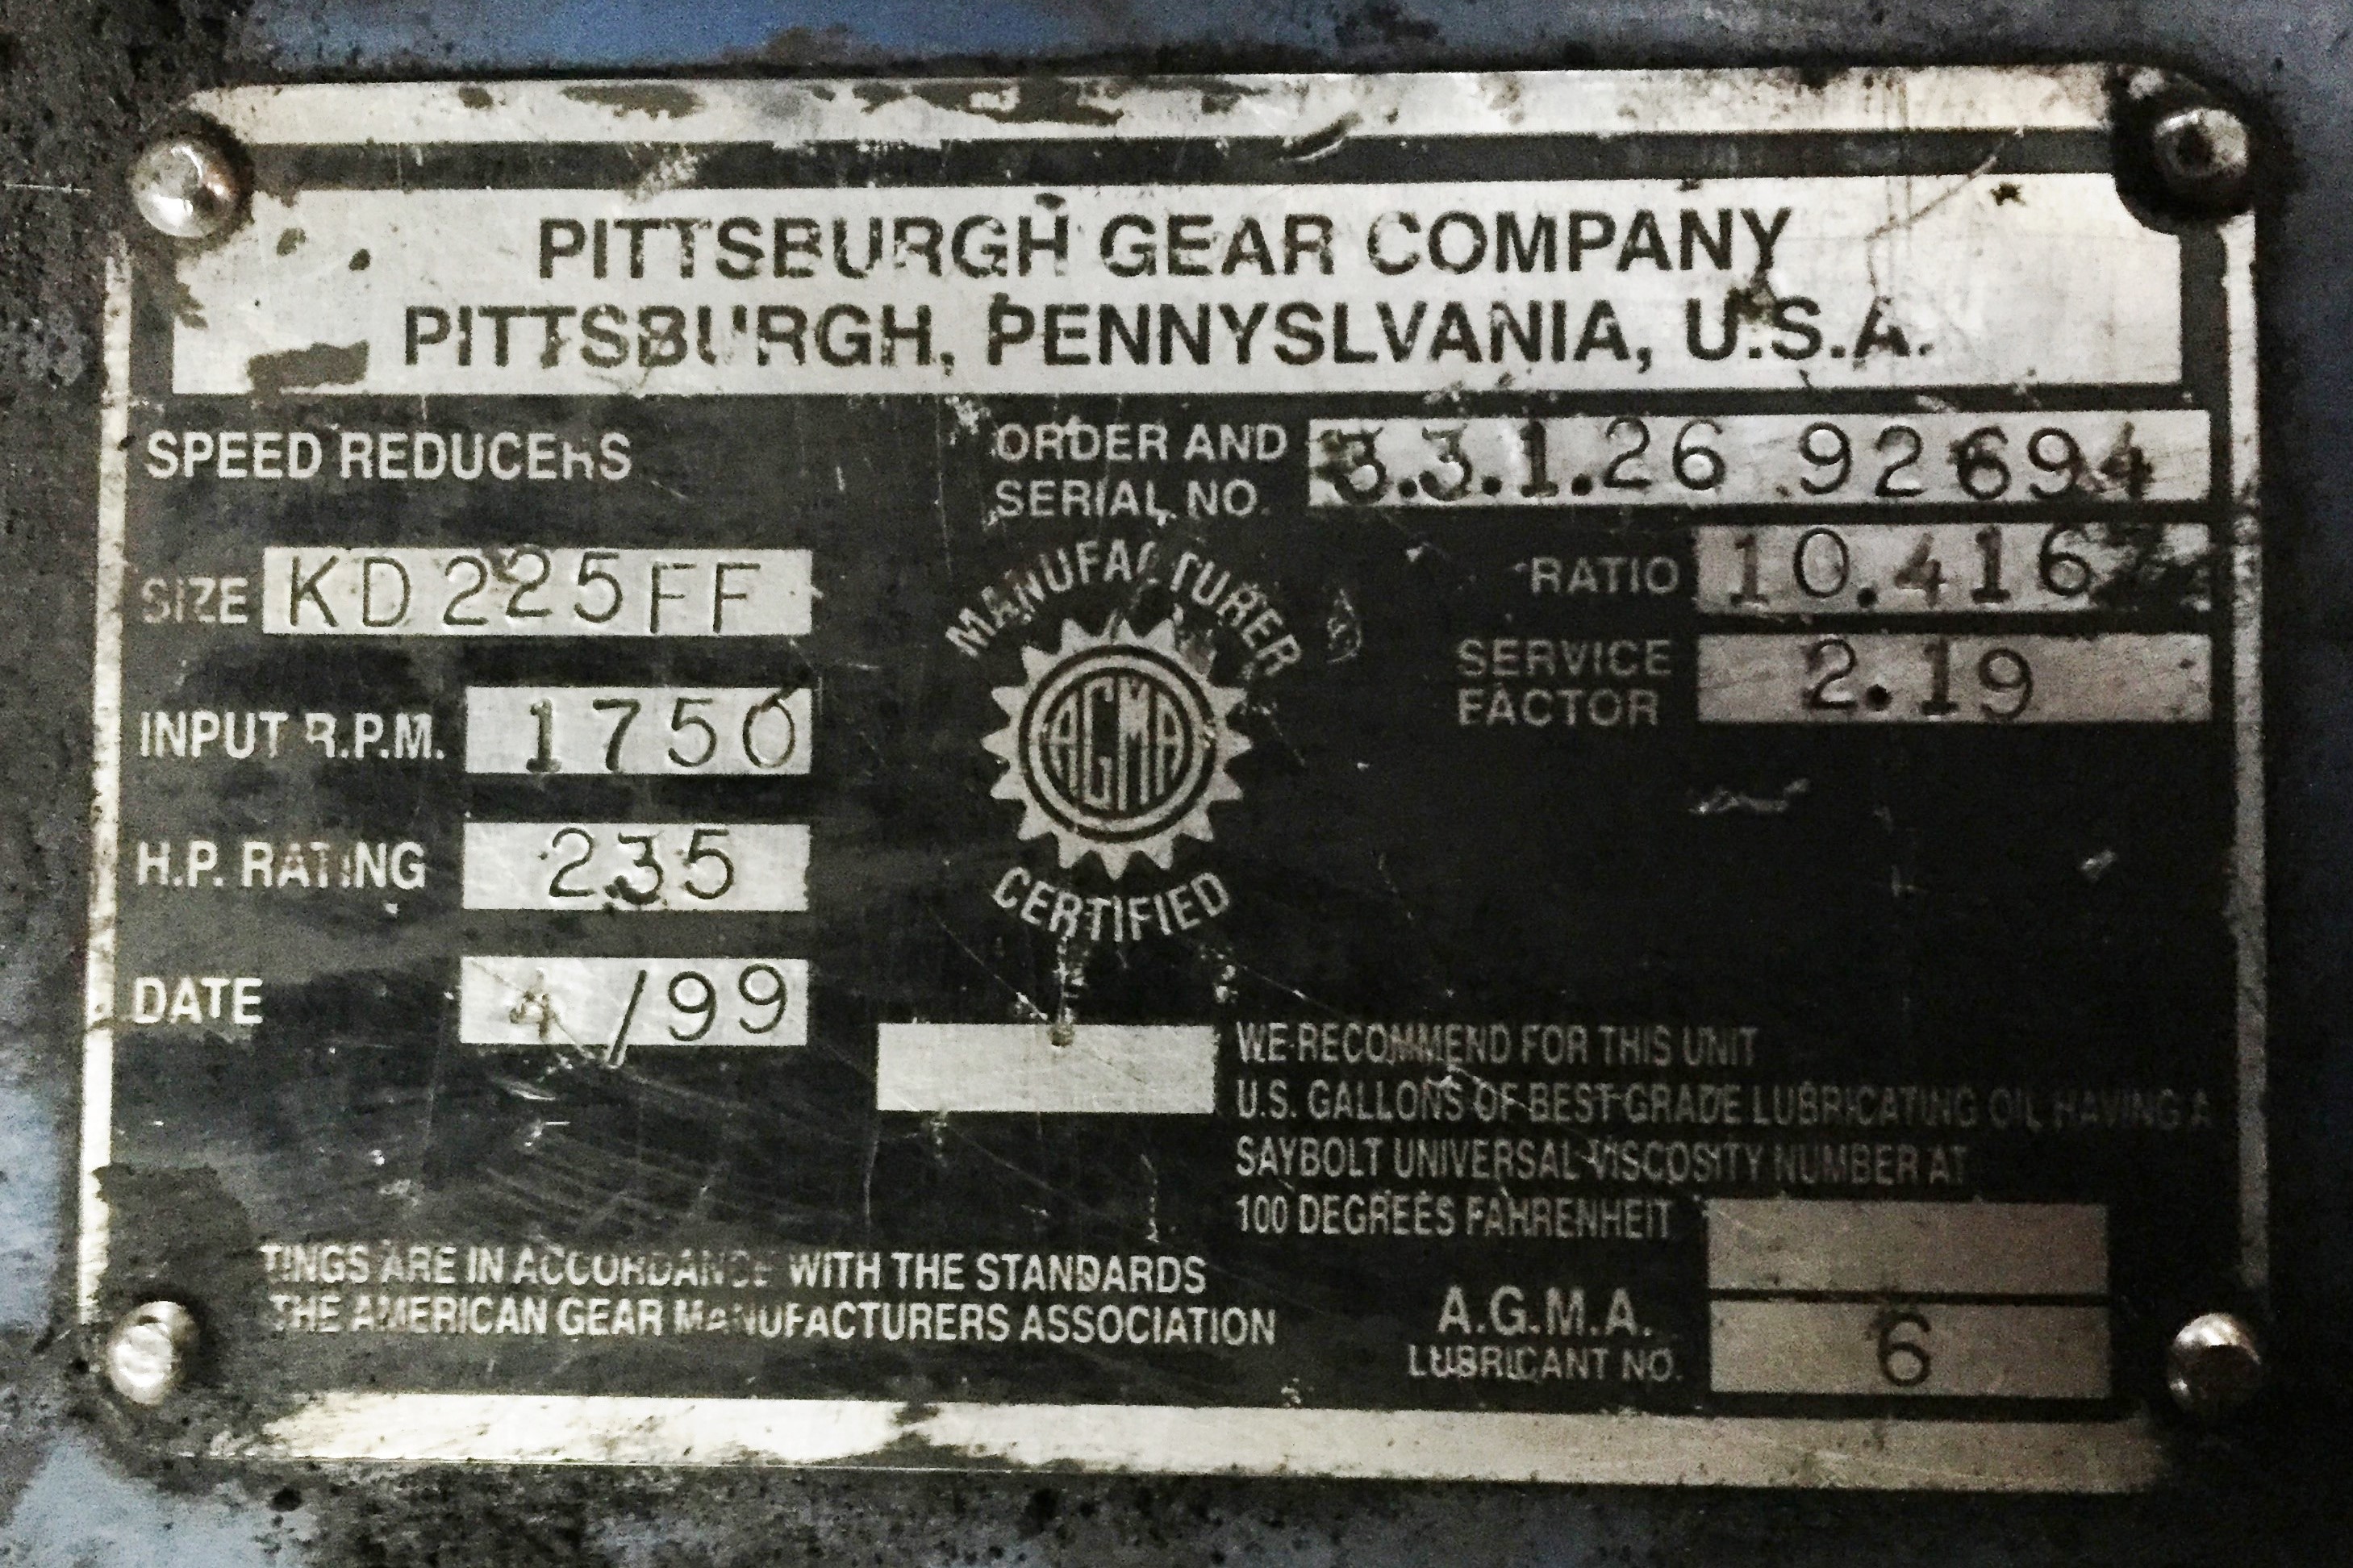 PITTSBURGH GEAR COMPANY
PITTSBURGH, PENNYSLVANIA, U.S.A.
SPEED REDUCERS
ORDER AND SERIAL NO. 3.3.1.26 92694
SIZE KD225FF
RATIO 10.4167
SERVICE FACTOR 2.19
INPUT R.P.M. 1750
H.P. RATING 235
DATE 4/99
MANUFACTURER
AGMA
CERTIFIED
WE RECOMMEND FOR THIS UNIT
U.S. GALLONS OF BEST GRADE LUBRICATING OIL HAVING A
SAYBOLT UNIVERSAL VISCOSITY NUMBER AT
100 DEGREES FAHRENHEIT
TINGS ARE IN ACCORDANCE WITH THE STANDARDS
THE AMERICAN GEAR MANUFACTURERS ASSOCIATION
A.G.M.A.
LUBRICANT NO. 6